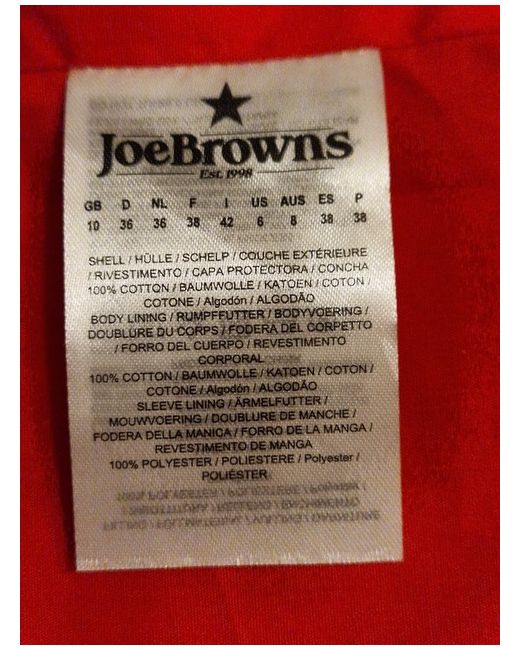 JOEBROWNS
EST. 1998
GB D NL F I US AUS ES P
10 36 36 38 42 6 8 38 38
SHELL / HÜLLE / SCHELP / COUCHE EXTÉRIEURE
/ RIVESTIMENTO / CAPA PROTECTORA / CONCHA
100% COTTON / BAUMWOLLE / KATOEN / COTON /
COTONE / Algodón / ALGODÃO
BODY LINING / RUMPFFUTTER / BODYVOERING /
DOUBLURE DU CORPS / FODERA DEL CORPETTO
/ FORRO DEL CUERPO / REVESTIMENTO
CORPORAL
100% COTTON / BAUMWOLLE / KATOEN / COTON /
COTONE / Algodón / ALGODÃO
SLEEVE LINING / ÄRMELFUTTER /
MOUWVOERING / DOUBLURE DE MANCHE /
FODERA DELLA MANICA / FORRO DE LA MANGA /
REVESTIMENTO DE MANGA
100% POLYESTER / POLIESTERE / Polyester /
POLIÉSTER